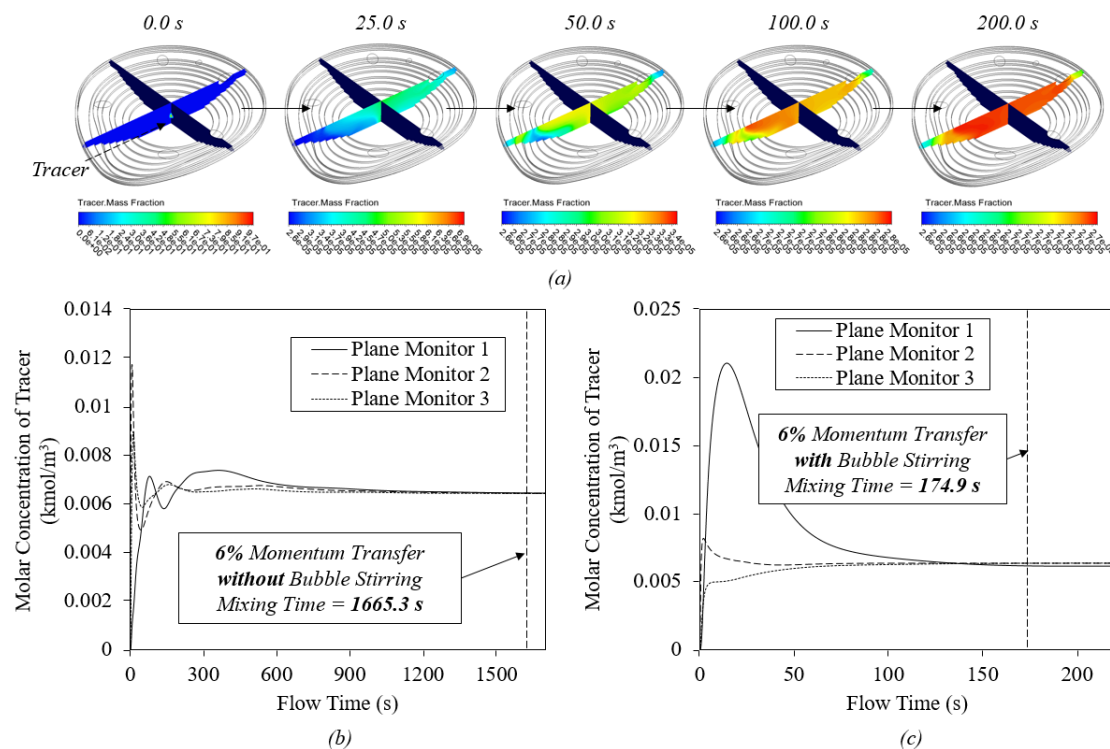 (a)
0.0 s
25.0 s
50.0 s
100.0 s
200.0 s
Tracer
Tracer.Mass Fraction
Tracer.Mass Fraction
Tracer.Mass Fraction
Tracer.Mass Fraction
Tracer.Mass Fraction
(a)
Molar Concentration of Tracer
(kmol/m³)
0.014
0.012
0.01
0.008
0.006
0.004
0.002
0
Plane Monitor 1
Plane Monitor 2
Plane Monitor 3
6% Momentum Transfer
without Bubble Stirring
Mixing Time = 1665.3 s
0 300 600 900 1200 1500
Flow Time (s)
(b)
Molar Concentration of Tracer
(kmol/m³)
0.025
0.02
0.015
0.01
0.005
0
Plane Monitor 1
Plane Monitor 2
Plane Monitor 3
6% Momentum Transfer
with Bubble Stirring
Mixing Time = 174.9 s
0 50 100 150 200
Flow Time (s)
(c)